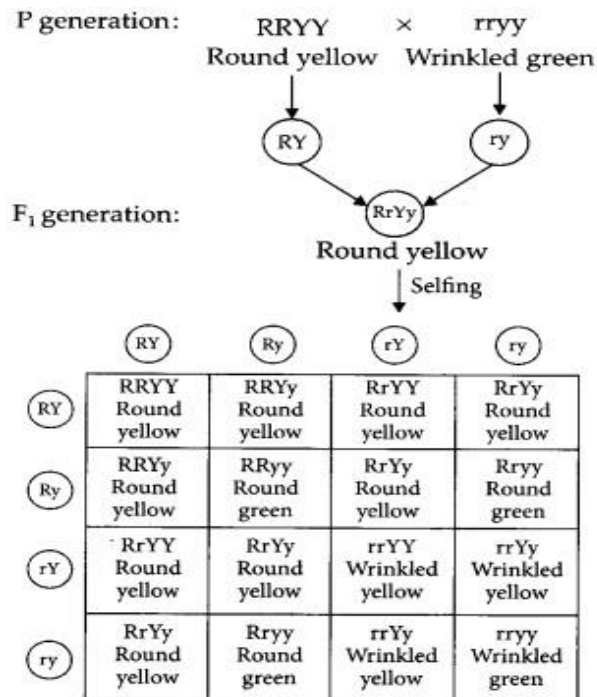 P generation: RRYY × rryy
Round yellow Wrinkled green
RY ry
F₁ generation: RrYy
Round yellow
Selfing
RY Ry rY ry
RY RRYY RRYy RrYY RrYy
Round Round Round Round
yellow yellow yellow yellow
Ry RRYy RRyy RrYy Rryy
Round Round Round Round
yellow green yellow green
rY RrYY RrYy rrYY rrYy
Round Round Wrinkled Wrinkled
yellow yellow yellow yellow
ry RrYy Rryy rrYy rryy
Round Round Wrinkled Wrinkled
yellow green yellow green